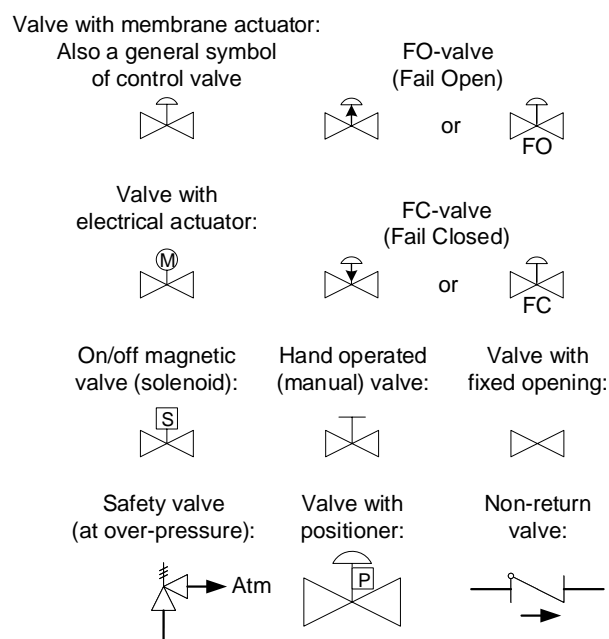 Valve with membrane actuator:
Also a general symbol
of control valve
FO-valve
(Fail Open)
or
FO
Valve with
electrical actuator:
M
FC-valve
(Fail Closed)
or
FC
On/off magnetic
valve (solenoid):
S
Hand operated
(manual) valve:
Valve with
fixed opening:
Safety valve
(at over-pressure):
Atm
Valve with
positioner:
P
Non-return
valve: